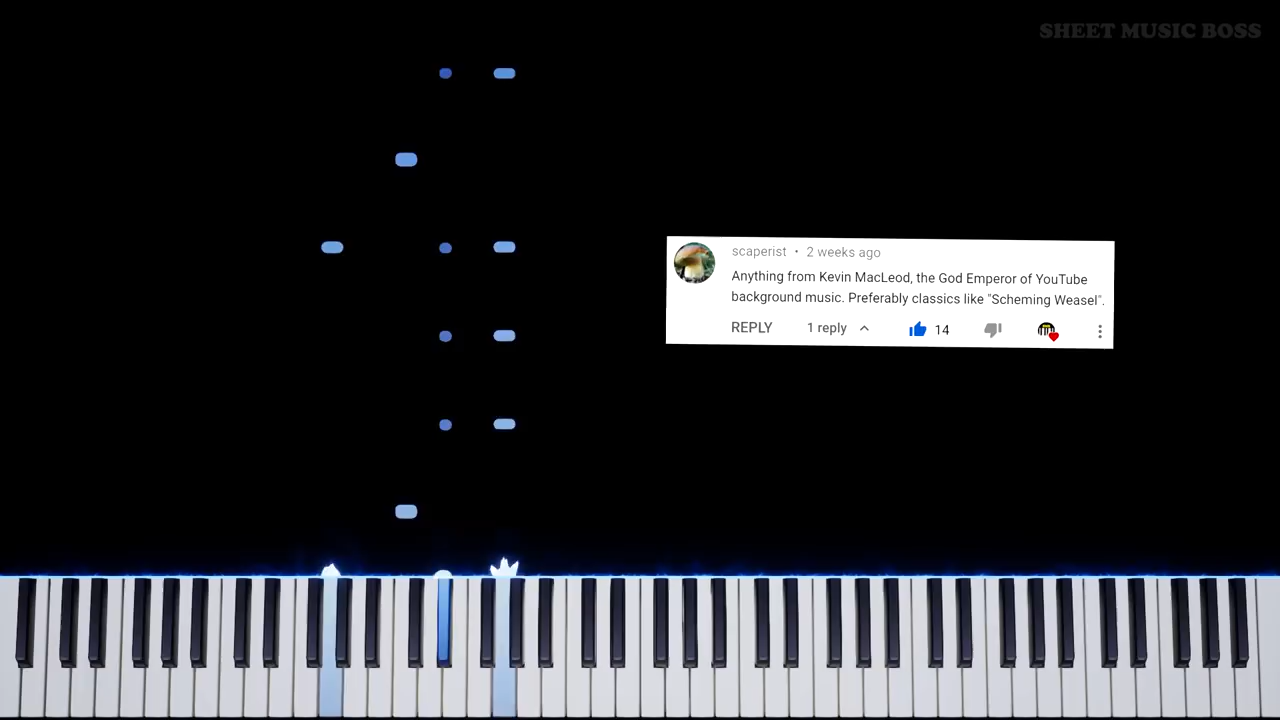 SHEET MUSIC BOSS
scaperist • 2 weeks ago
Anything from Kevin MacLeod, the God Emperor of YouTube
background music. Preferably classics like "Scheming Weasel".
REPLY 1 reply 14